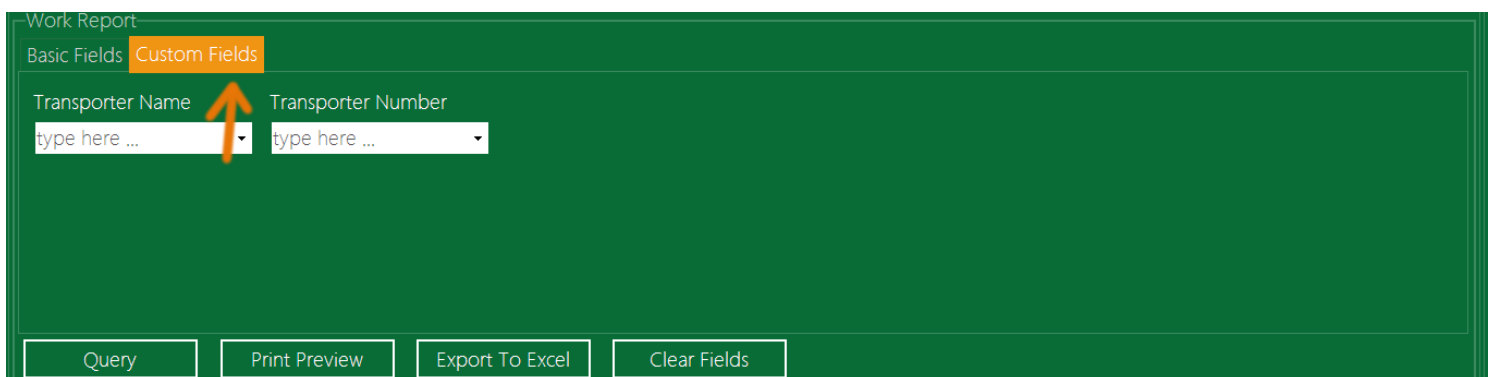 Work Report
Basic Fields Custom Fields
Transporter Name Transporter Number
type here ... type here ...
Query Print Preview Export To Excel Clear Fields